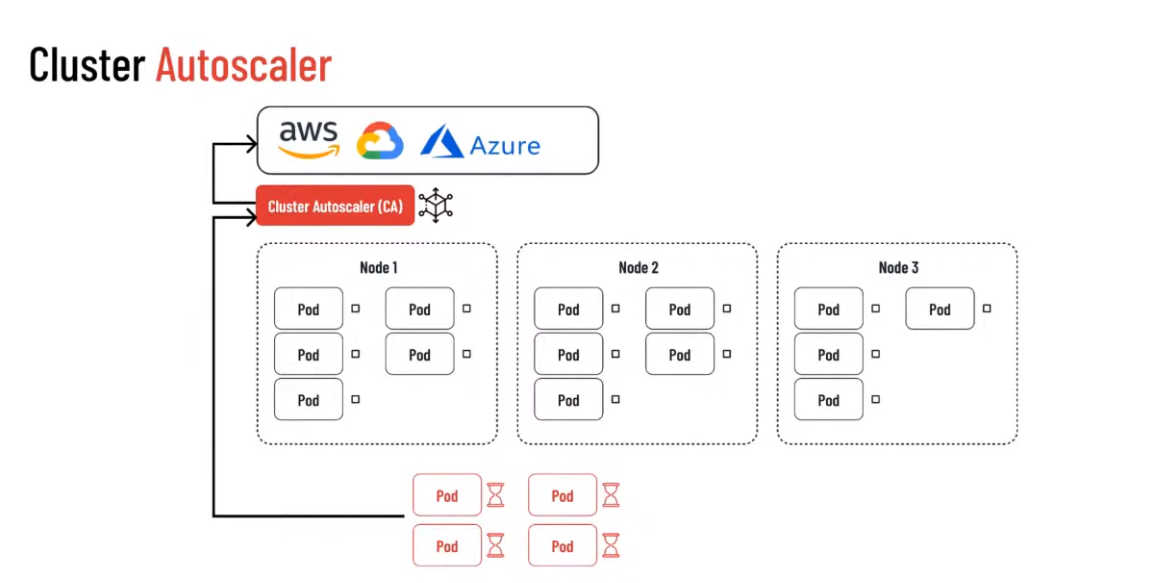 Cluster Autoscaler
aws Azure
Cluster Autoscaler (CA)
Node 1 Node 2 Node 3
Pod Pod Pod Pod Pod Pod
Pod Pod Pod Pod Pod
Pod Pod Pod
Pod Pod
Pod Pod